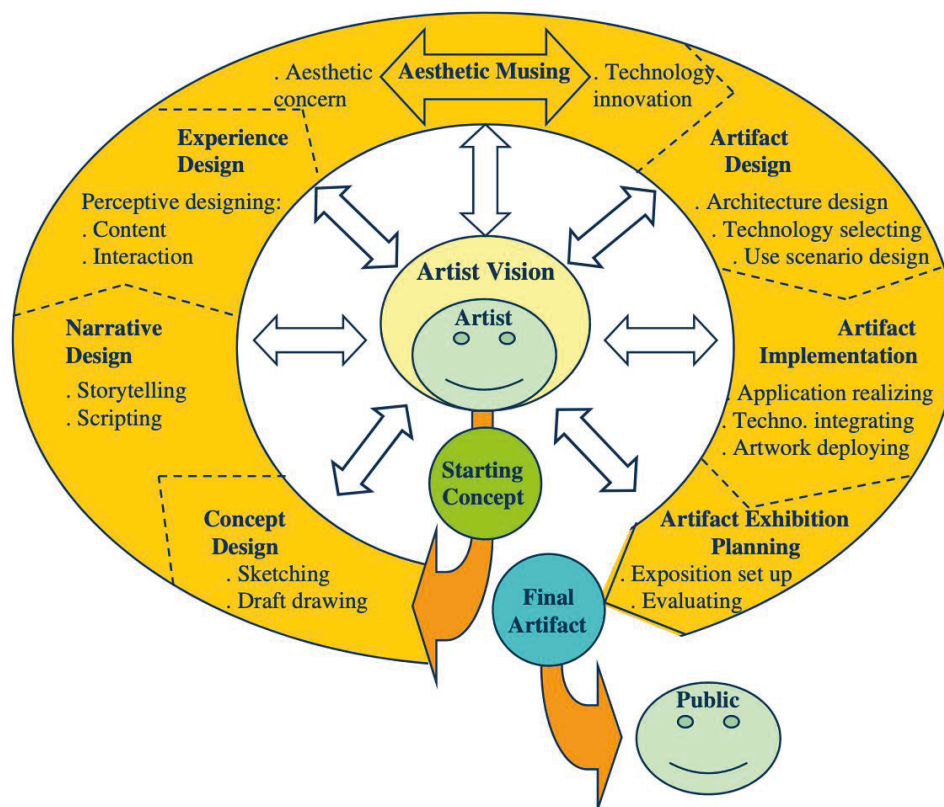 . Aesthetic
concern
Aesthetic Musing
. Technology
innovation
Experience
Design
Perceptive designing:
. Content
. Interaction
Artifact
Design
. Architecture design
. Technology selecting
. Use scenario design
Artist Vision
Artist
Narrative
Design
. Storytelling
. Scripting
Artifact
Implementation
. Application realizing
. Techno. integrating
. Artwork deploying
Starting
Concept
Concept
Design
. Sketching
. Draft drawing
Artifact Exhibition
Planning
. Exposition set up
. Evaluating
Final
Artifact
Public